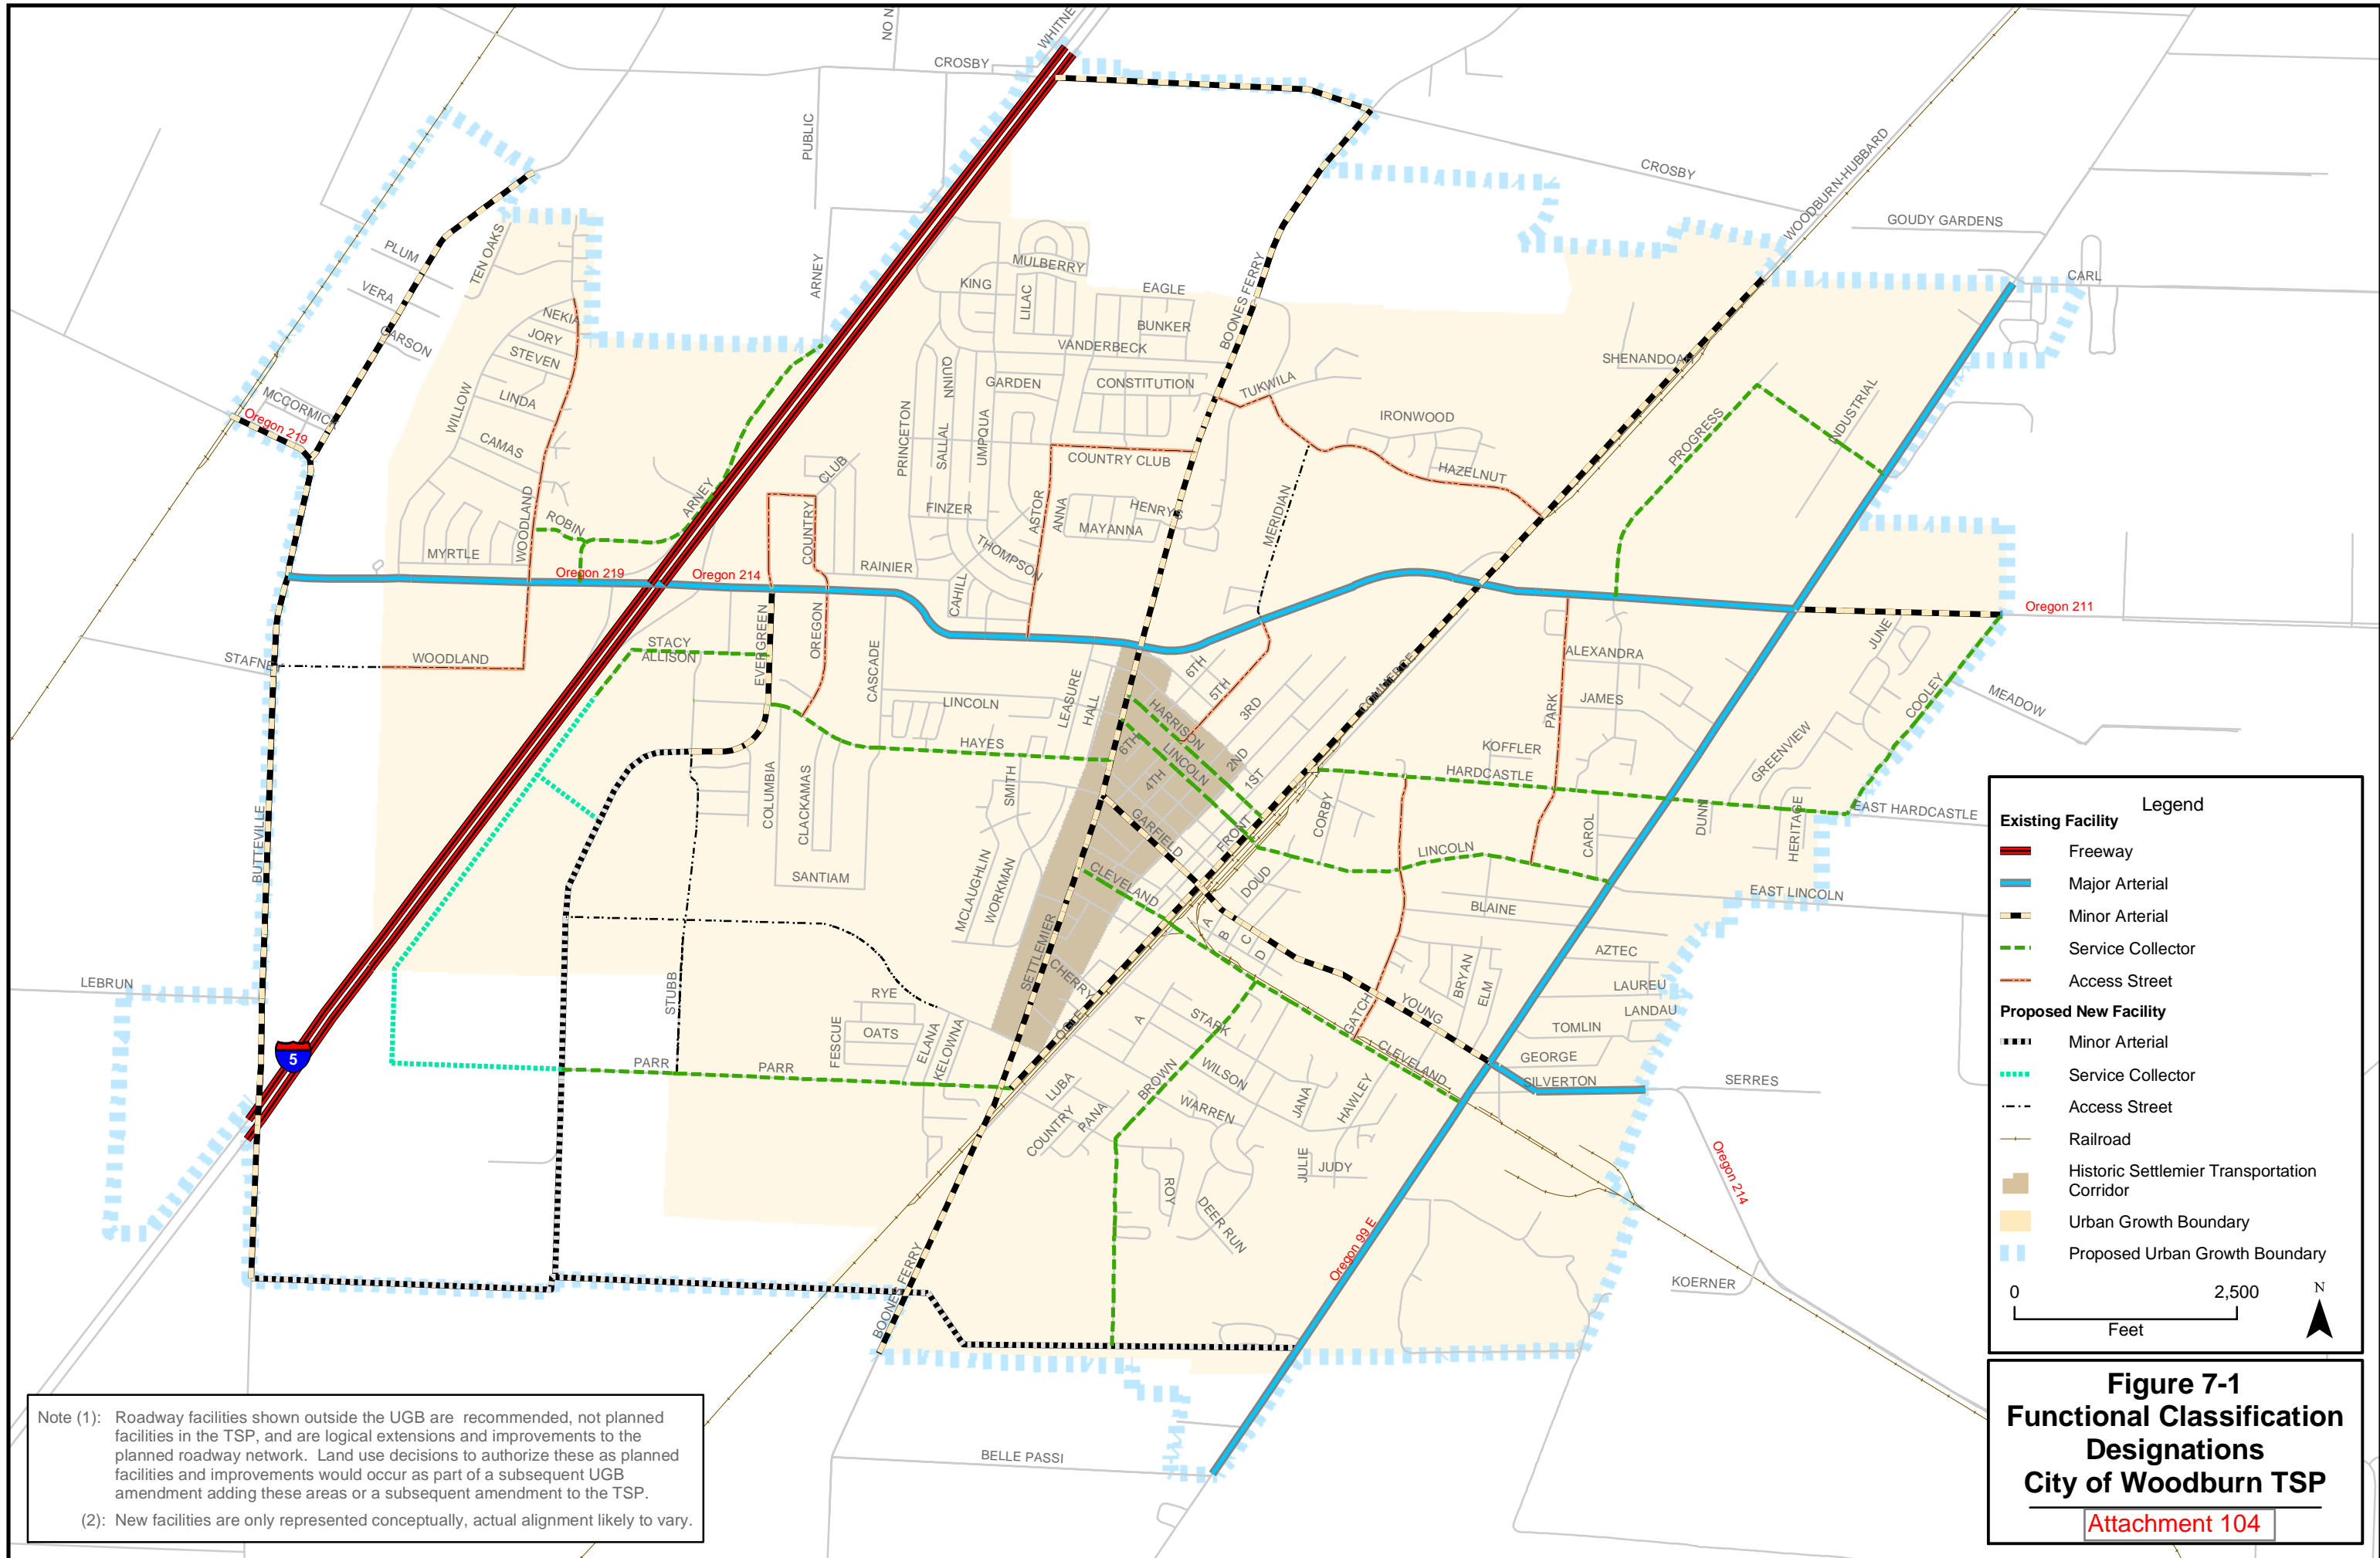 WHITNE
NO N
CROSBY
PUBLIC
CROSBY
WOODBURN-HUBBARD
GOUDY GARDENS
CARL
PLUM
TEN OAKS
VERA
CARSON
ARNEY
MULBERRY
KING
LILAC
EAGLE
BUNKER
BOONES FERRY
VANDERBECK
NEKIA
JORY
STEVEN
LINDA
WILLOW
CAMAS
MCCORMICK
Oregon 219
QUINN
GARDEN
CONSTITUTION
TUKWILA
SHENANDOAH
IRONWOOD
PROGRESS
INDUSTRIAL
PRINCETON
SALLAL
UMPQUA
COUNTRY CLUB
HAZELNUT
CLUB
COUNTRY
ARNEY
WOODLAND
ROBIN
MYRTLE
FINZER
ASTOR
ANNA
HENRYS
MAYANNA
MERIDIAN
THOMPSON
RAINIER
CAHILL
Oregon 219
Oregon 214
Oregon 211
STAFNEY
WOODLAND
STACY
ALLISON
EVERGREEN
OREGON
CASCADE
LINCOLN
LEASURE
HALL
HAYES
6TH
5TH
3RD
HARRISON
LINCOLN
6TH
4TH
2ND
1ST
COMMERCE
ALEXANDRA
JAMES
PARK
KOFFLER
HARDCASTLE
JUNE
COOLEY
MEADOW
GREENVIEW
EAST HARDCASTLE
DUNN
HERITAGE
CAROL
CORBY
LINCOLN
EAST LINCOLN
BLAINE
BUTTEVILLE
COLUMBIA
CLACKAMAS
SANTIAM
SMITH
MCLAUGHLIN
WORKMAN
GARFIELD
CLEVELAND
FRONT
DOUD
A
B
C
D
SETTLEMIER
CHERRY
AZTEC
LAUREU
LANDAU
TOMLIN
GEORGE
SILVERTON
SERRES
BRYAN
ELM
YOUNG
GATCH
CLEVELAND
LEBRUN
STUBB
RYE
OATS
FESCUE
ELANA
KELOWNA
PARR
PARR
A
STARK
WILSON
BROWN
WARREN
LUBA
COUNTRY
PANA
JANA
HAWLEY
JULIE
JUDY
ROY
DEER RUN
BOONES FERRY
Oregon 99 E
Oregon 214
KOERNER
BELLE PASSI
5
Legend
Existing Facility
Freeway
Major Arterial
Minor Arterial
Service Collector
Access Street
Proposed New Facility
Minor Arterial
Service Collector
Access Street
Railroad
Historic Settlemier Transportation
Corridor
Urban Growth Boundary
Proposed Urban Growth Boundary
0 2,500
Feet
N
Figure 7-1
Functional Classification
Designations
City of Woodburn TSP
Attachment 104
Note (1): Roadway facilities shown outside the UGB are recommended, not planned
facilities in the TSP, and are logical extensions and improvements to the
planned roadway network. Land use decisions to authorize these as planned
facilities and improvements would occur as part of a subsequent UGB
amendment adding these areas or a subsequent amendment to the TSP.
(2): New facilities are only represented conceptually, actual alignment likely to vary.